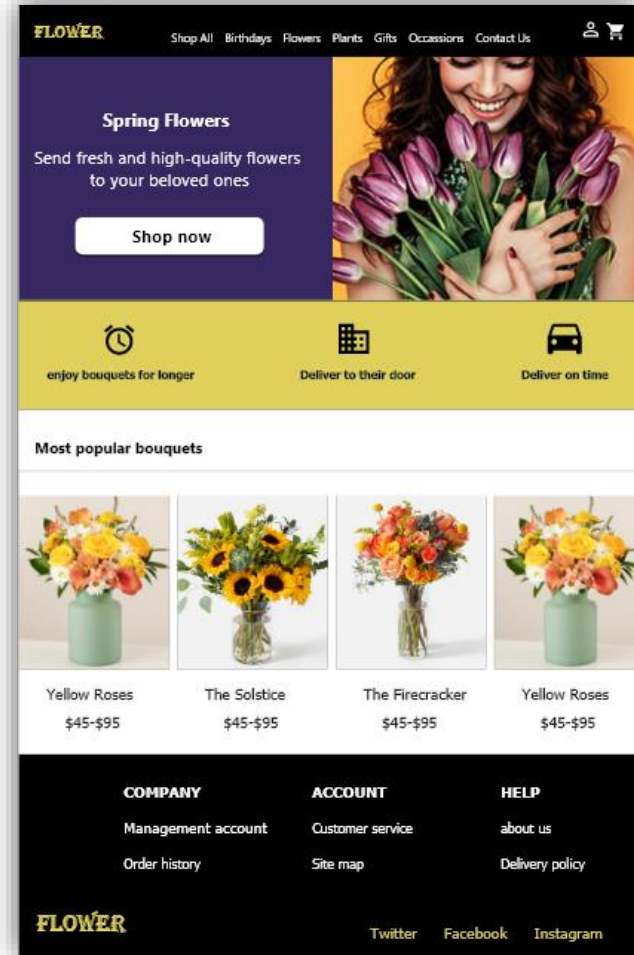 FLOWER
Shop All Birthdays Flowers Plants Gifts Occassions Contact Us
Spring Flowers
Send fresh and high-quality flowers
to your beloved ones
Shop now
enjoy bouquets for longer Deliver to their door Deliver on time
Most popular bouquets
Yellow Roses The Solstice The Firecracker Yellow Roses
$45-$95 $45-$95 $45-$95 $45-$95
COMPANY ACCOUNT HELP
Management account Customer service about us
Order history Site map Delivery policy
FLOWER
Twitter Facebook Instagram